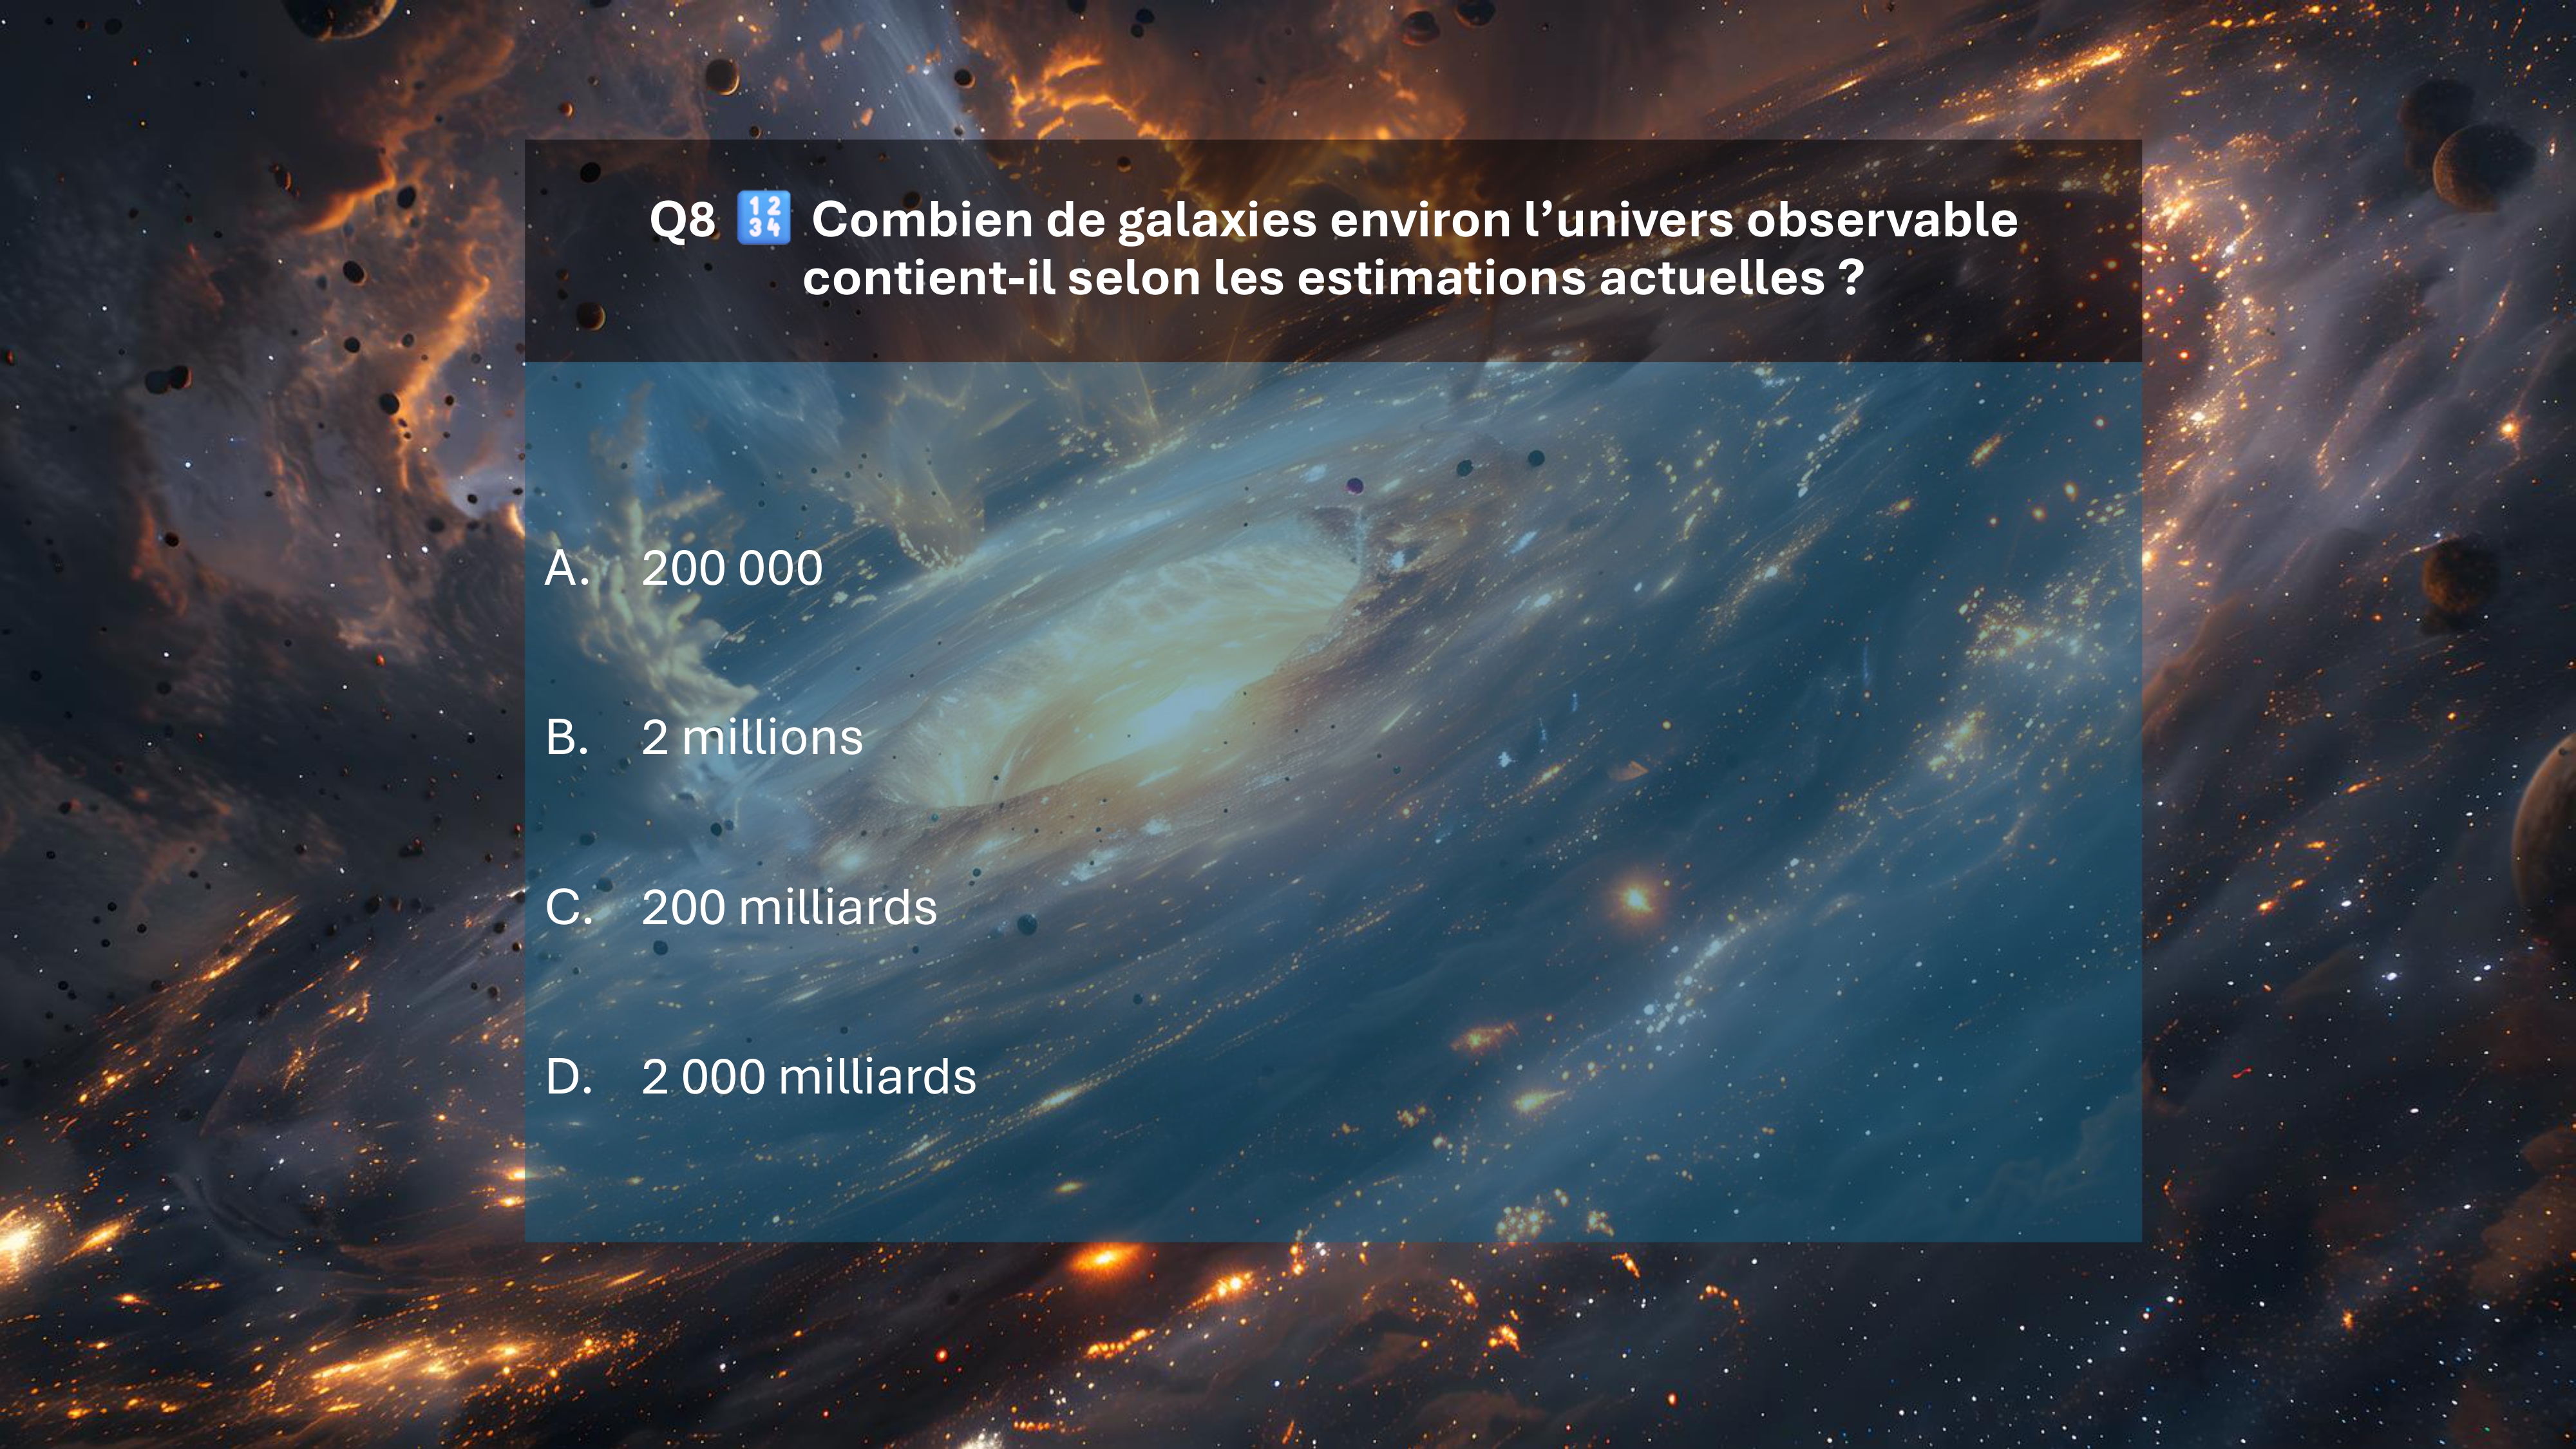 Q8 🔢 Combien de galaxies environ l’univers observable
contient-il selon les estimations actuelles ?
A. 200 000
B. 2 millions
C. 200 milliards
D. 2 000 milliards